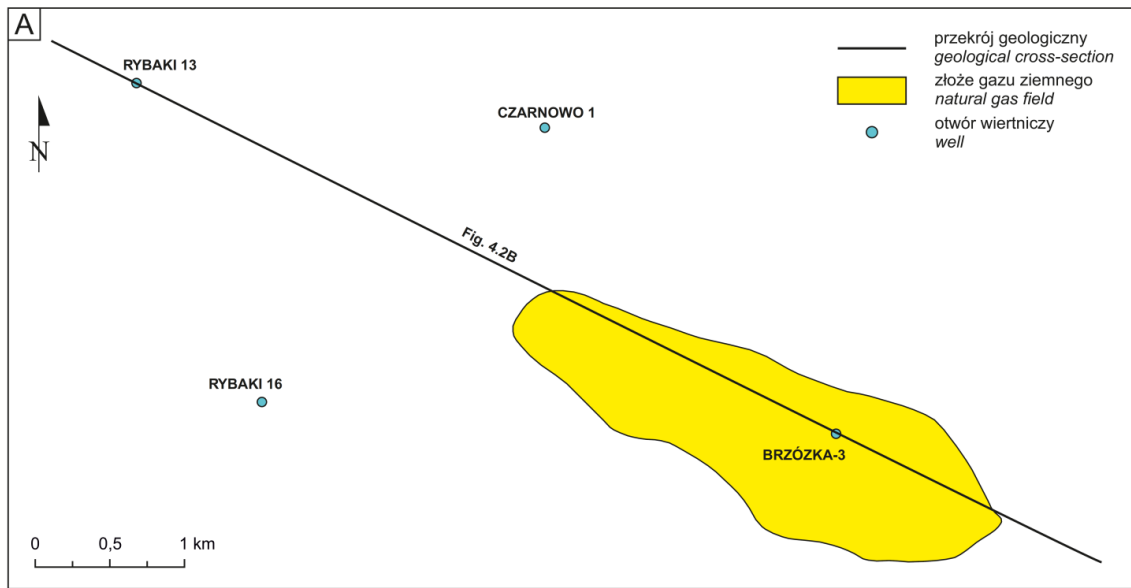 A
RYBAKI 13
CZARNOWO 1
przekrój geologiczny
geological cross-section
złoże gazu ziemnego
natural gas field
otwór wiertniczy
well
N
Fig. 4.2B
RYBAKI 16
BRZÓZKA-3
0 0,5 1 km